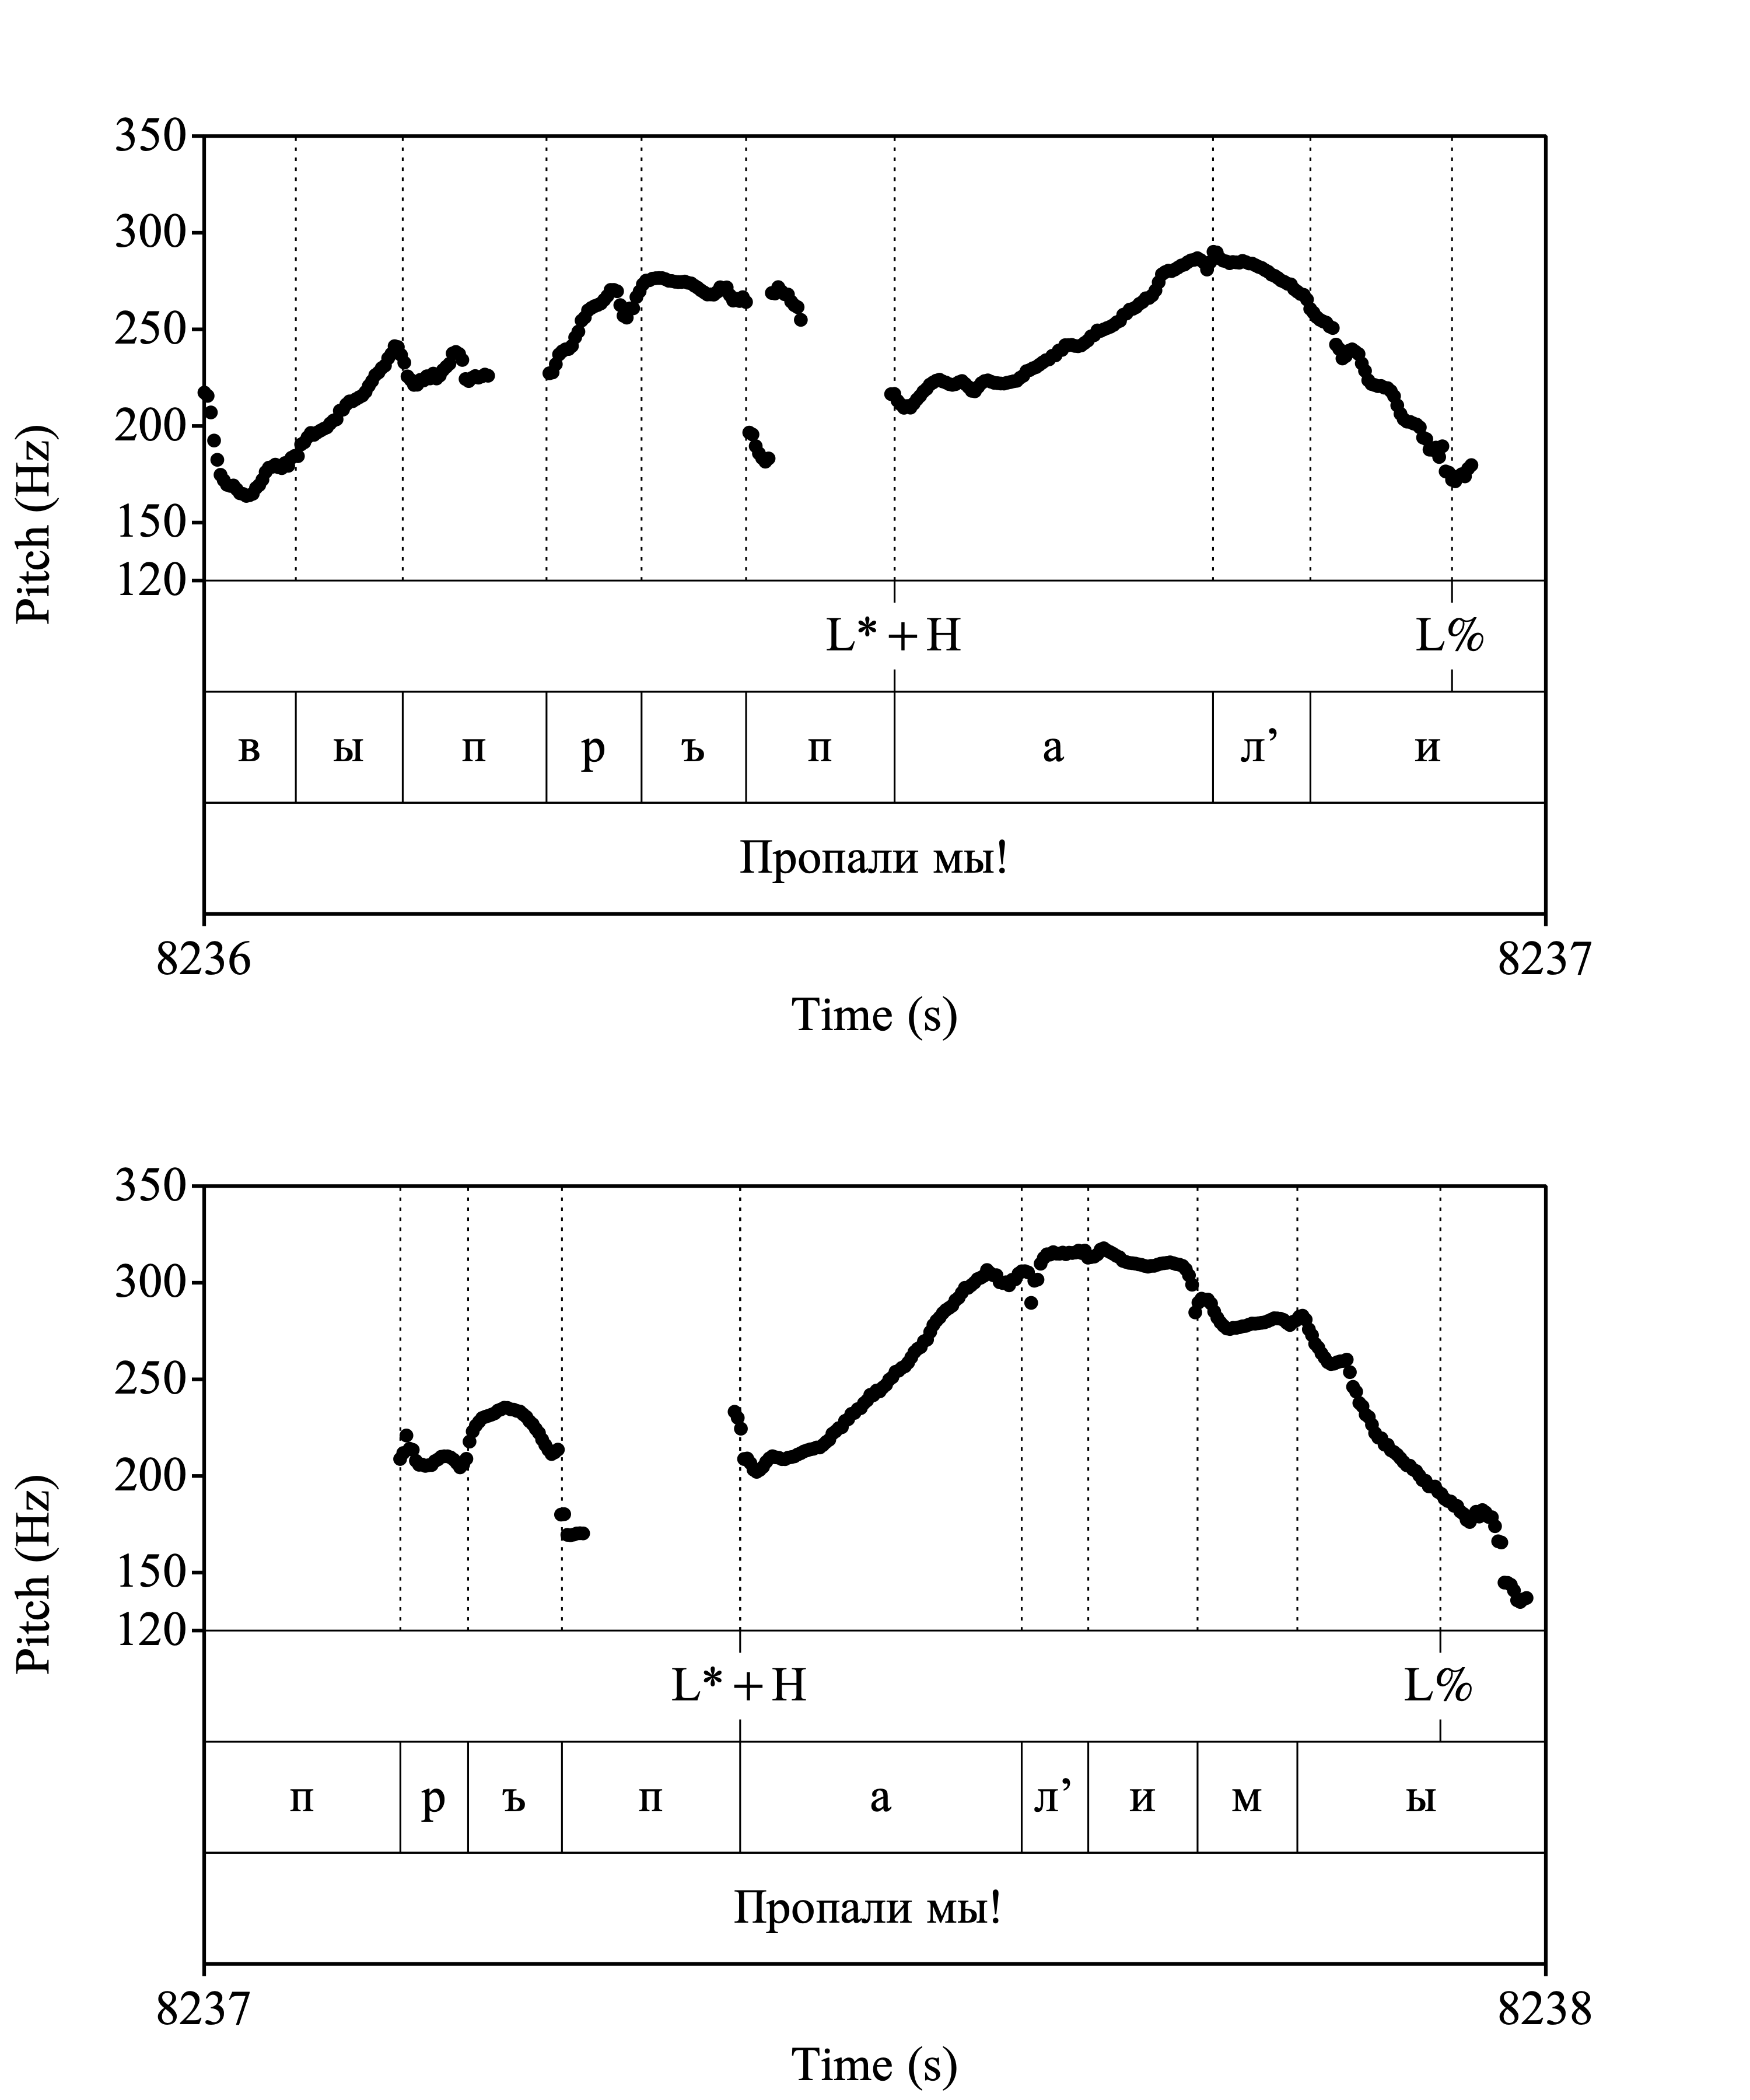 350
300
250
200
150
120
Pitch (Hz)
L*+H L%
в ы п р ъ п а л’ и
Пропали мы!
8236 8237
Time (s)
350
300
250
200
150
120
Pitch (Hz)
L*+H L%
п р ъ п а л’ и м ы
Пропали мы!
8237 8238
Time (s)